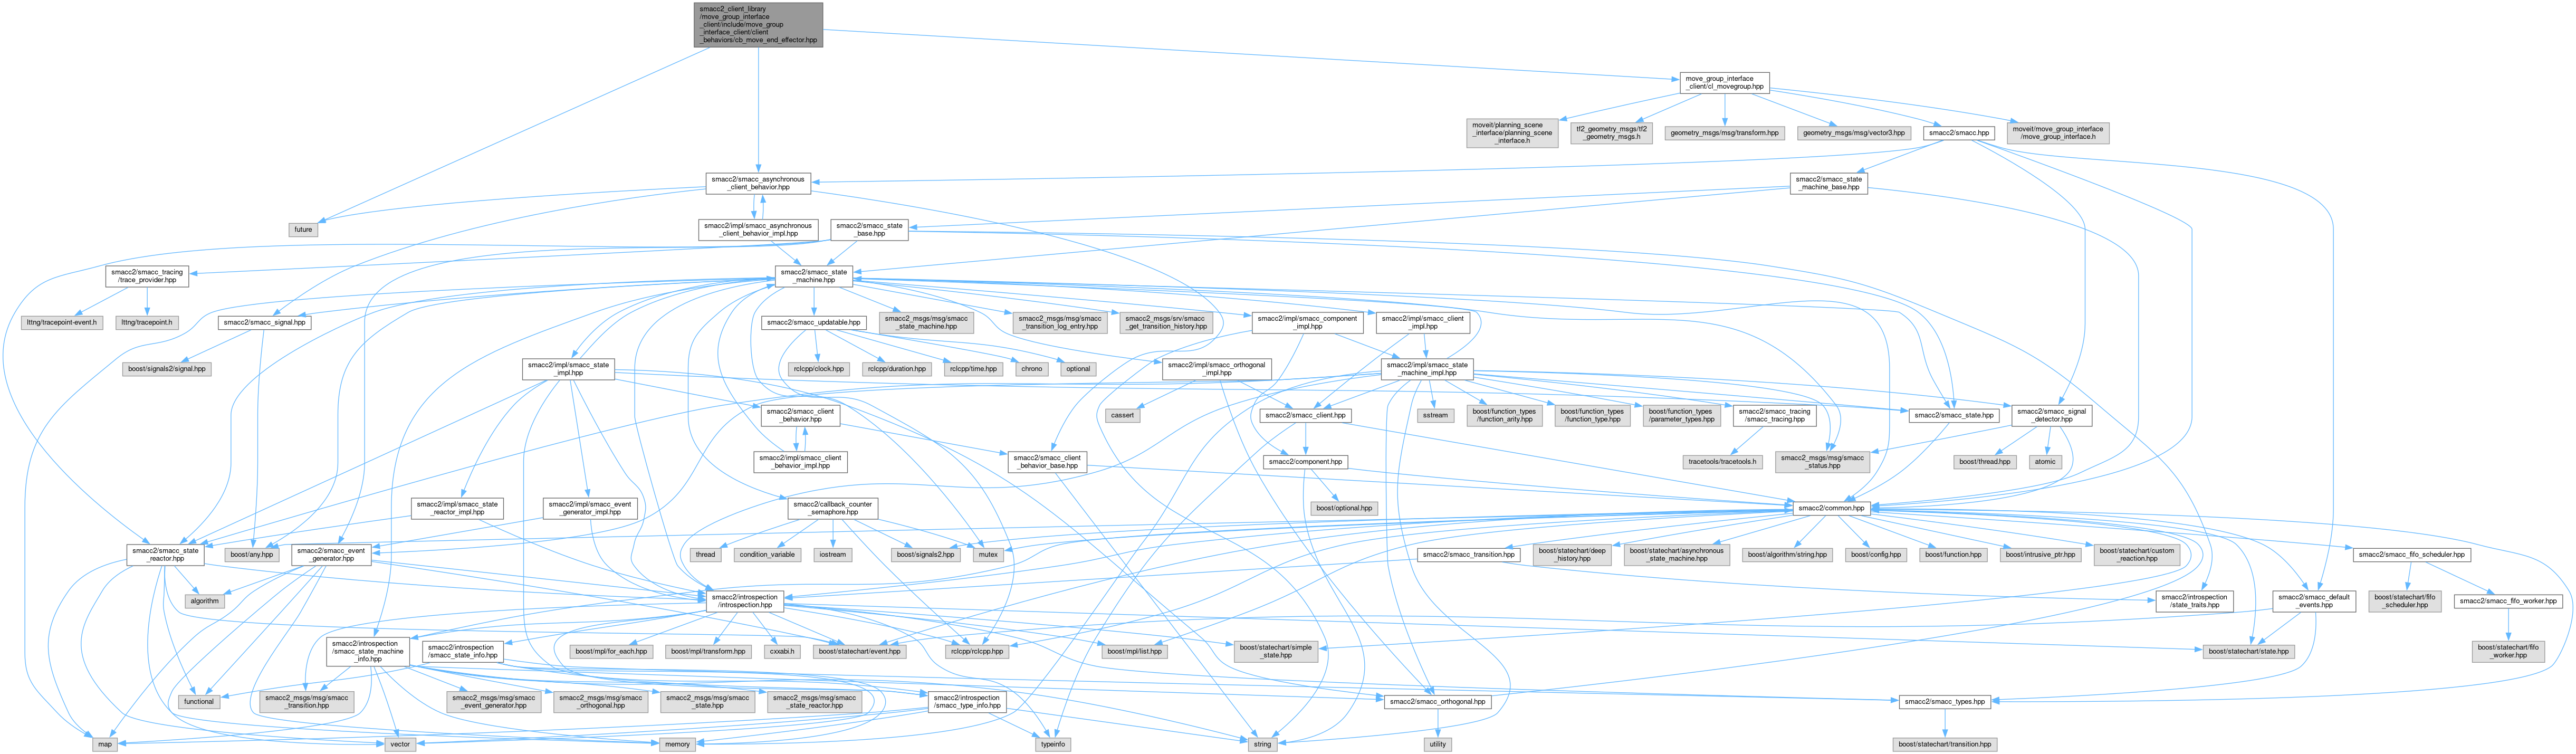 smacc2_client_library
/move_group_interface
_client/include/move_group
_interface_client/client
_behaviors/cb_move_end_effector.hpp
move_group_interface
_client/cl_movegroup.hpp
moveit/planning_scene
_interface/planning_scene
_interface.h
tf2_geometry_msgs/tf2
_geometry_msgs.h
geometry_msgs/msg/transform.hpp
geometry_msgs/msg/vector3.hpp
smacc2/smacc.hpp
moveit/move_group_interface
/move_group_interface.h
smacc2/smacc_asynchronous
_client_behavior.hpp
smacc2/smacc_state
_machine_base.hpp
future
smacc2/impl/smacc_asynchronous
_client_behavior_impl.hpp
smacc2/smacc_state
_base.hpp
smacc2/smacc_tracing
/trace_provider.hpp
smacc2/smacc_state
_machine.hpp
lttng/tracepoint-event.h
lttng/tracepoint.h
smacc2/smacc_signal.hpp
smacc2/smacc_updatable.hpp
smacc2_msgs/msg/smacc
_state_machine.hpp
smacc2_msgs/msg/smacc
_transition_log_entry.hpp
smacc2_msgs/srv/smacc
_get_transition_history.hpp
smacc2/impl/smacc_component
_impl.hpp
smacc2/impl/smacc_client
_impl.hpp
boost/signals2/signal.hpp
smacc2/impl/smacc_state
_impl.hpp
rclcpp/clock.hpp
rclcpp/duration.hpp
rclcpp/time.hpp
chrono
optional
smacc2/impl/smacc_orthogonal
_impl.hpp
smacc2/impl/smacc_state
_machine_impl.hpp
smacc2/smacc_client
_behavior.hpp
cassert
smacc2/smacc_client.hpp
sstream
boost/function_types
/function_arity.hpp
boost/function_types
/function_type.hpp
boost/function_types
/parameter_types.hpp
smacc2/smacc_tracing
/smacc_tracing.hpp
smacc2/smacc_state.hpp
smacc2/smacc_signal
_detector.hpp
smacc2/impl/smacc_client
_behavior_impl.hpp
smacc2/smacc_client
_behavior_base.hpp
smacc2/component.hpp
tracetools/tracetools.h
smacc2_msgs/msg/smacc
_status.hpp
boost/thread.hpp
atomic
smacc2/impl/smacc_state
_reactor_impl.hpp
smacc2/impl/smacc_event
_generator_impl.hpp
smacc2/callback_counter
_semaphore.hpp
boost/optional.hpp
smacc2/common.hpp
smacc2/smacc_state
_reactor.hpp
boost/any.hpp
smacc2/smacc_event
_generator.hpp
thread
condition_variable
iostream
boost/signals2.hpp
mutex
smacc2/smacc_transition.hpp
boost/statechart/deep
_history.hpp
boost/statechart/asynchronous
_state_machine.hpp
boost/algorithm/string.hpp
boost/config.hpp
boost/function.hpp
boost/intrusive_ptr.hpp
boost/statechart/custom
_reaction.hpp
smacc2/smacc_fifo_scheduler.hpp
algorithm
smacc2/introspection
/introspection.hpp
smacc2/introspection
/state_traits.hpp
smacc2/smacc_default
_events.hpp
boost/statechart/fifo
_scheduler.hpp
smacc2/smacc_fifo_worker.hpp
smacc2/introspection
/smacc_state_machine
_info.hpp
smacc2/introspection
/smacc_state_info.hpp
boost/mpl/for_each.hpp
boost/mpl/transform.hpp
cxxabi.h
boost/statechart/event.hpp
rclcpp/rclcpp.hpp
boost/mpl/list.hpp
boost/statechart/simple
_state.hpp
boost/statechart/state.hpp
boost/statechart/fifo
_worker.hpp
functional
smacc2_msgs/msg/smacc
_transition.hpp
smacc2_msgs/msg/smacc
_event_generator.hpp
smacc2_msgs/msg/smacc
_orthogonal.hpp
smacc2_msgs/msg/smacc
_state.hpp
smacc2_msgs/msg/smacc
_state_reactor.hpp
smacc2/introspection
/smacc_type_info.hpp
smacc2/smacc_orthogonal.hpp
smacc2/smacc_types.hpp
map
vector
memory
typeinfo
string
utility
boost/statechart/transition.hpp